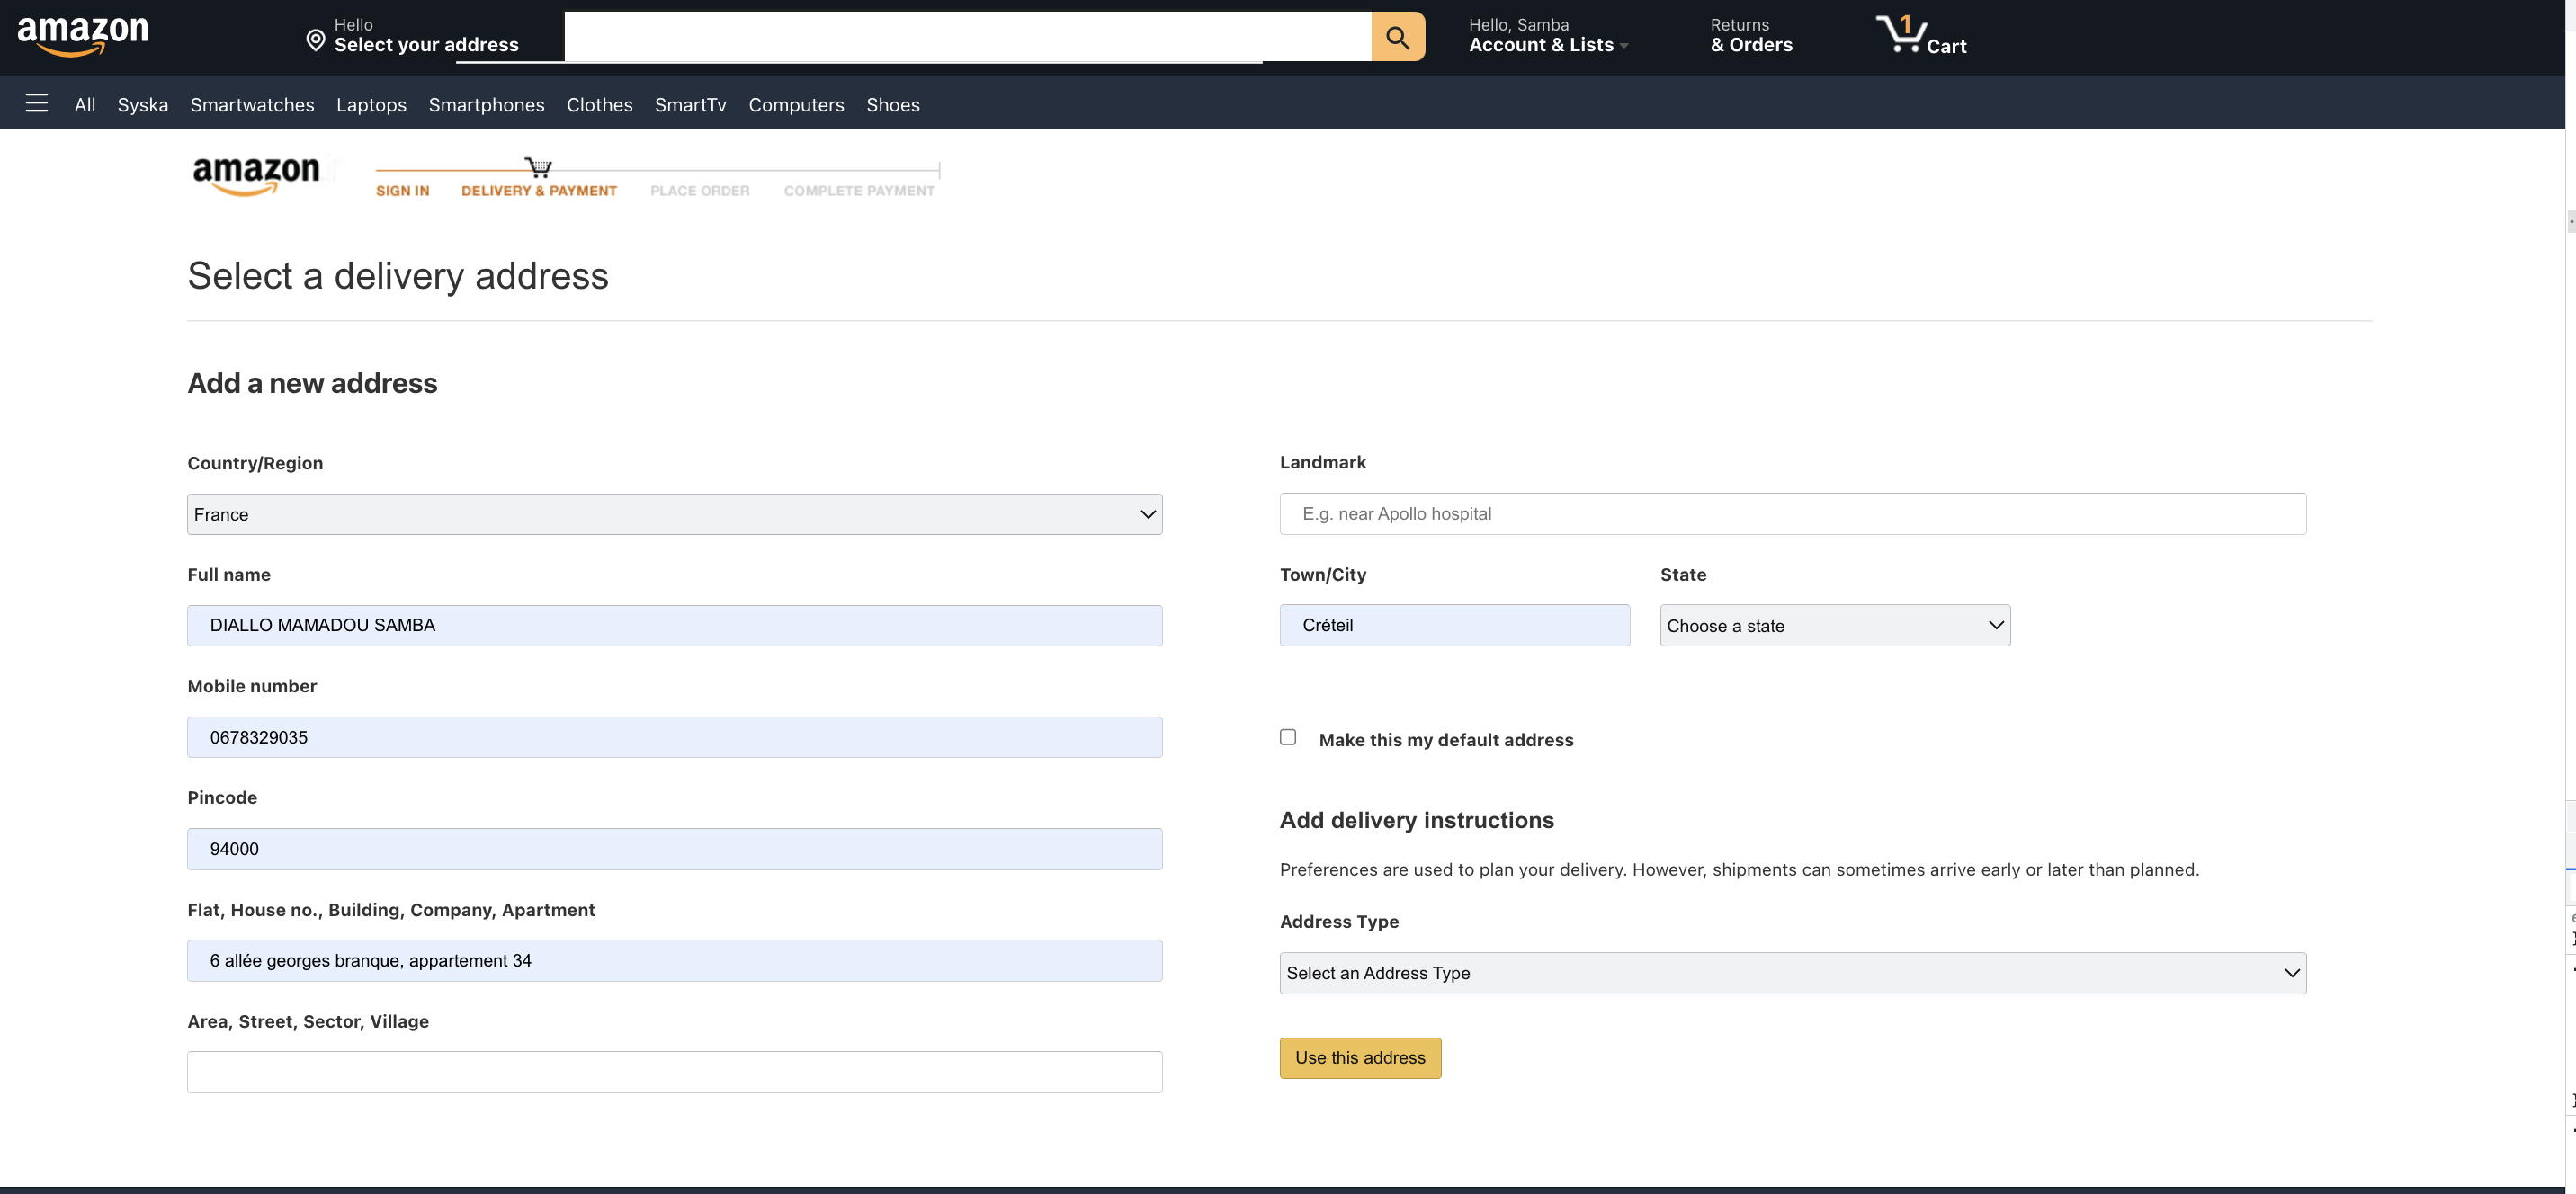 amazon
Hello
Select your address
Hello, Samba
Account & Lists
Returns
& Orders
1
Cart
All Syska Smartwatches Laptops Smartphones Clothes SmartTv Computers Shoes
amazon
SIGN IN DELIVERY & PAYMENT PLACE ORDER COMPLETE PAYMENT
Select a delivery address
Add a new address
Country/Region
France
Full name
DIALLO MAMADOU SAMBA
Mobile number
0678329035
Pincode
94000
Flat, House no., Building, Company, Apartment
6 allée georges branque, appartement 34
Area, Street, Sector, Village
Landmark
E.g. near Apollo hospital
Town/City State
Créteil Choose a state
Make this my default address
Add delivery instructions
Preferences are used to plan your delivery. However, shipments can sometimes arrive early or later than planned.
Address Type
Select an Address Type
Use this address